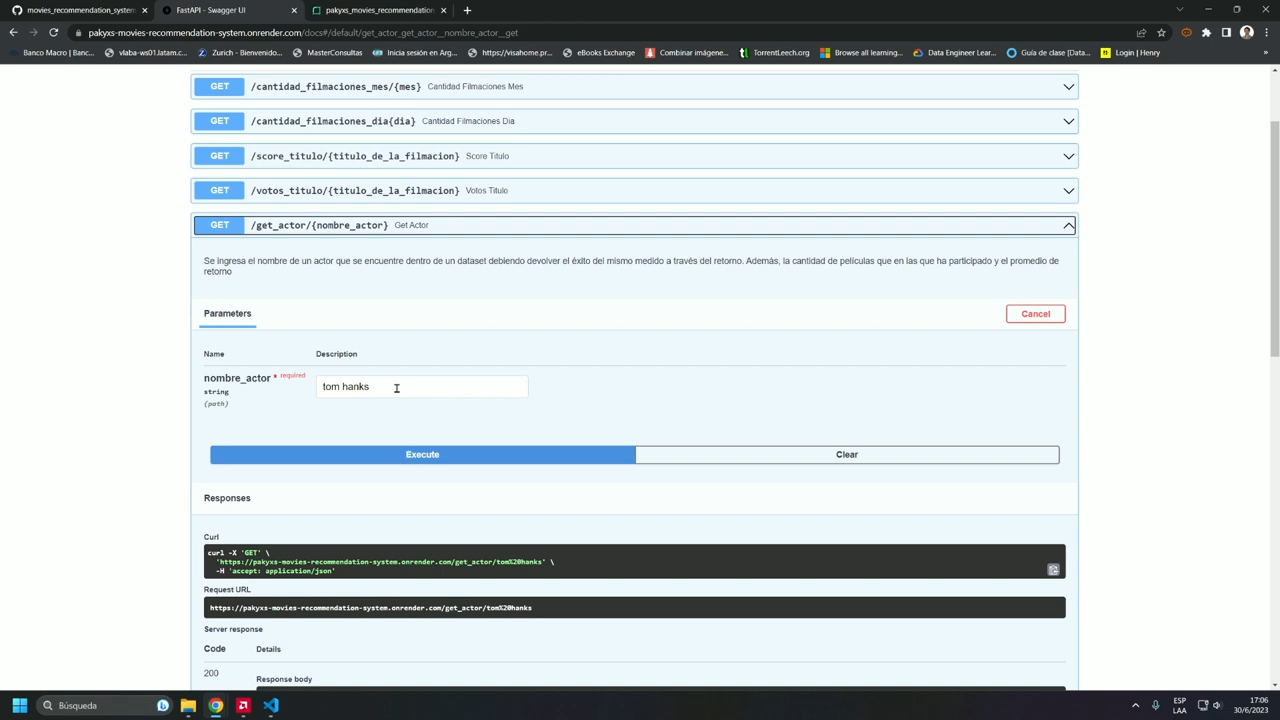 movies_recommendation_system
FastAPI - Swagger UI
pakyxs_movies_recommendation
pakyxs-movies-recommendation-system.onrender.com/docs#/default/get_actor_get_actor__nombre_actor__get
Banco Macro | Banc...
vlaba-ws01.latam.c...
Zurich - Bienvenido...
MasterConsultas
Inicia sesión en Arg...
https://visahome.pr...
eBooks Exchange
Combinar imágene...
TorrentLeech.org
Browse all learning...
Data Engineer Lear...
Guía de clase [Data...
Login | Henry
GET /cantidad_filmaciones_mes/{mes} Cantidad Filmaciones Mes
GET /cantidad_filmaciones_dia{dia} Cantidad Filmaciones Dia
GET /score_titulo/{titulo_de_la_filmacion} Score Titulo
GET /votos_titulo/{titulo_de_la_filmacion} Votos Titulo
GET /get_actor/{nombre_actor} Get Actor
Se ingresa el nombre de un actor que se encuentre dentro de un dataset debiendo devolver el éxito del mismo medido a través del retorno. Además, la cantidad de películas que en las que ha participado y el promedio de
retorno
Parameters
Cancel
Name Description
nombre_actor * required
string
(path)
tom hanks
Execute
Clear
Responses
Curl
curl -X 'GET' \
'https://pakyxs-movies-recommendation-system.onrender.com/get_actor/tom%20hanks' \
-H 'accept: application/json'
Request URL
https://pakyxs-movies-recommendation-system.onrender.com/get_actor/tom%20hanks
Server response
Code Details
200
Response body
Búsqueda
ESP
LAA
17:06
30/6/2023